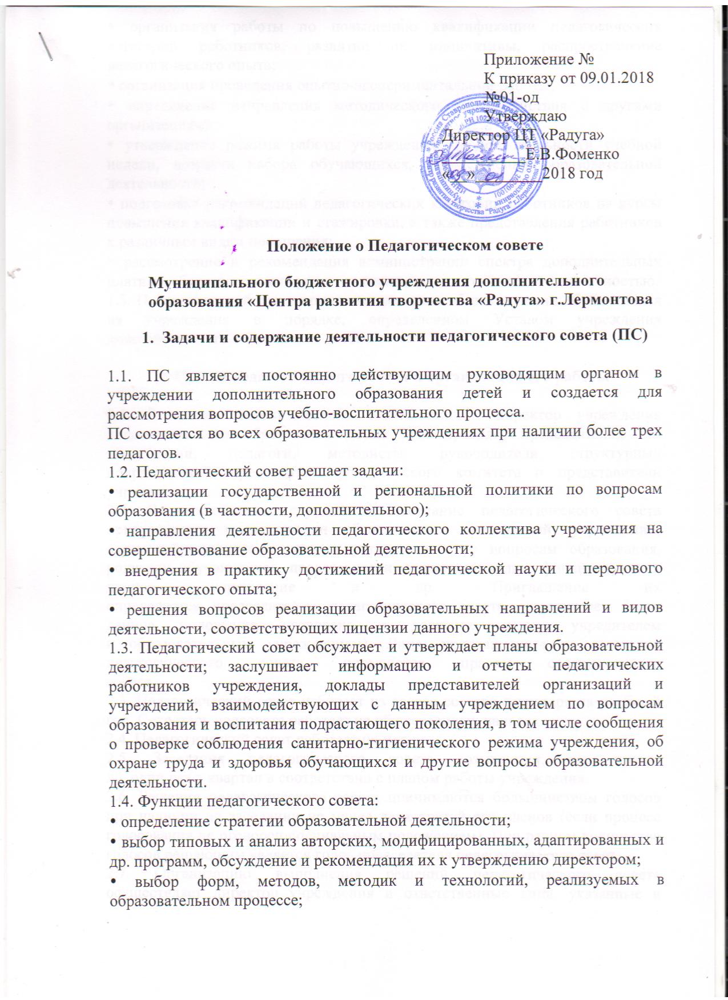 Приложение №
К приказу от 09.01.2018
№01-од
Утверждаю
Директор ЦТ «Радуга»
Е.В.Фоменко
«09» 01 2018 год
Положение о Педагогическом совете
Муниципального бюджетного учреждения дополнительного
образования «Центра развития творчества «Радуга» г.Лермонтова
1. Задачи и содержание деятельности педагогического совета (ПС)
1.1. ПС является постоянно действующим руководящим органом в
учреждении дополнительного образования детей и создается для
рассмотрения вопросов учебно-воспитательного процесса.
ПС создается во всех образовательных учреждениях при наличии более трех
педагогов.
1.2. Педагогический совет решает задачи:
• реализации государственной и региональной политики по вопросам
образования (в частности, дополнительного);
• направления деятельности педагогического коллектива учреждения на
совершенствование образовательной деятельности;
• внедрения в практику достижений педагогической науки и передового
педагогического опыта;
• решения вопросов реализации образовательных направлений и видов
деятельности, соответствующих лицензии данного учреждения.
1.3. Педагогический совет обсуждает и утверждает планы образовательной
деятельности; заслушивает информацию и отчеты педагогических
работников учреждения, доклады представителей организаций и
учреждений, взаимодействующих с данным учреждением по вопросам
образования и воспитания подрастающего поколения, в том числе сообщения
о проверке соблюдения санитарно-гигиенического режима учреждения, об
охране труда и здоровья обучающихся и другие вопросы образовательной
деятельности.
1.4. Функции педагогического совета:
• определение стратегии образовательной деятельности;
• выбор типовых и анализ авторских, модифицированных, адаптированных и
др. программ, обсуждение и рекомендация их к утверждению директором;
• выбор форм, методов, методик и технологий, реализуемых в
образовательном процессе;